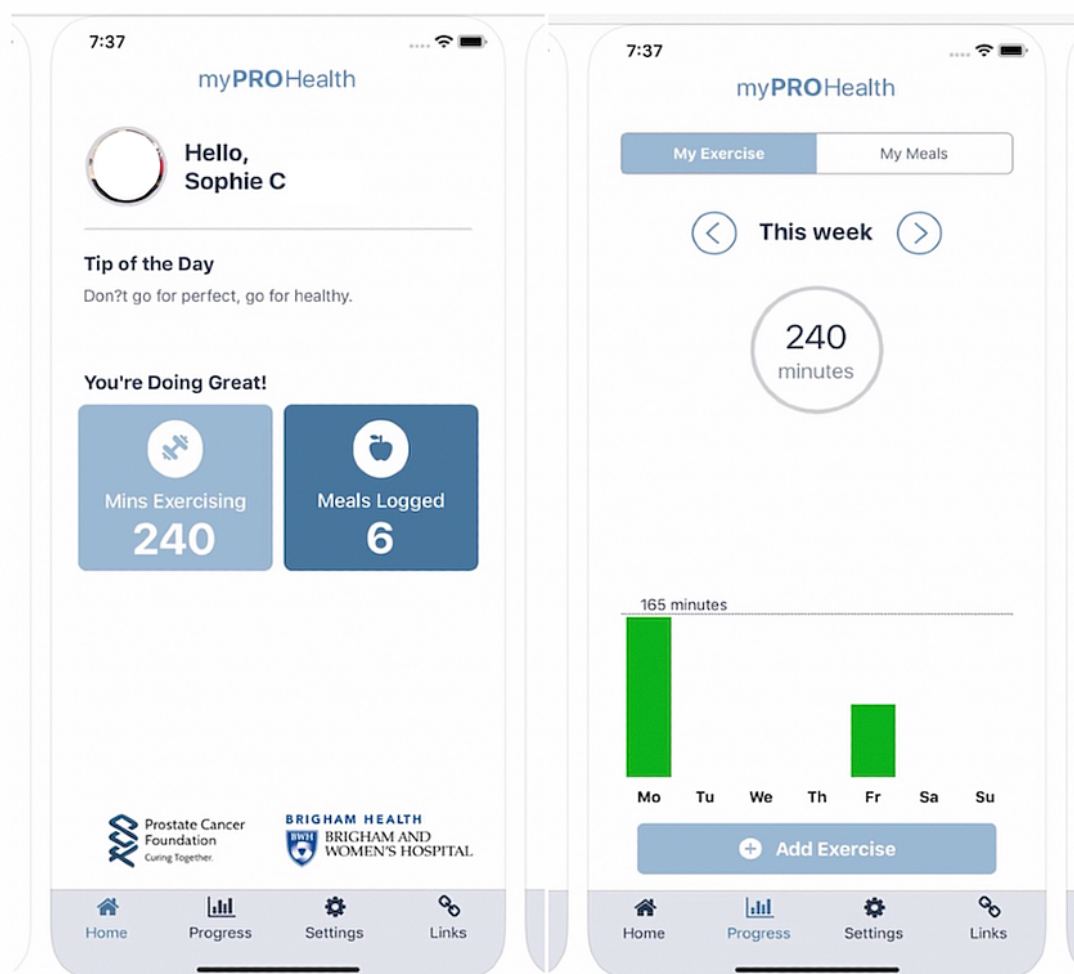 7:37
myPROHealth
Hello,
Sophie C
Tip of the Day
Don?t go for perfect, go for healthy.
You're Doing Great!
Mins Exercising
240
Meals Logged
6
Prostate Cancer
Foundation
Curing Together.
BRIGHAM HEALTH
BWH
BRIGHAM AND
WOMEN'S HOSPITAL
Home
Progress
Settings
Links
7:37
myPROHealth
My Exercise
My Meals
This week
240
minutes
165 minutes
Mo Tu We Th Fr Sa Su
Add Exercise
Home
Progress
Settings
Links